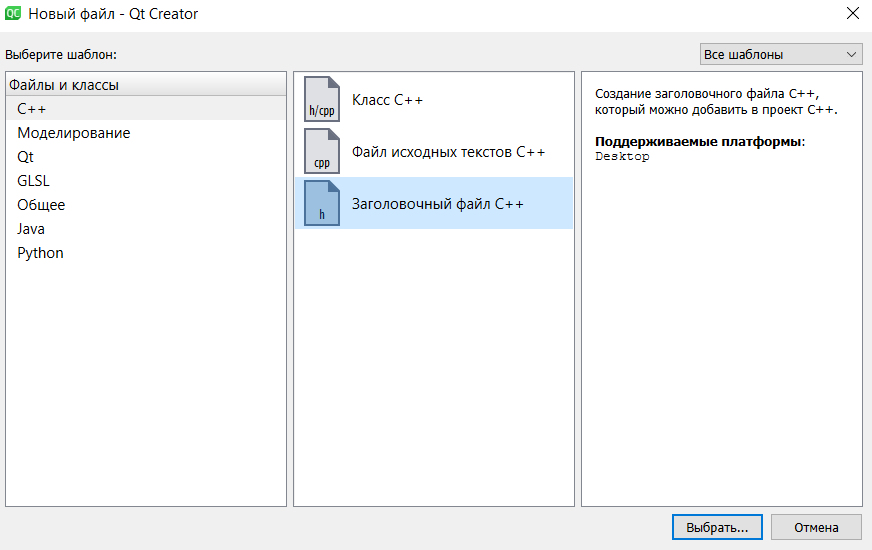 QC Новый файл - Qt Creator
Выберите шаблон:
Все шаблоны
Файлы и классы
C++
Моделирование
Qt
GLSL
Общее
Java
Python
h/cpp
Класс C++
cpp
Файл исходных текстов C++
h
Заголовочный файл C++
Создание заголовочного файла C++,
который можно добавить в проект C++.
Поддерживаемые платформы:
Desktop
Выбрать...
Отмена